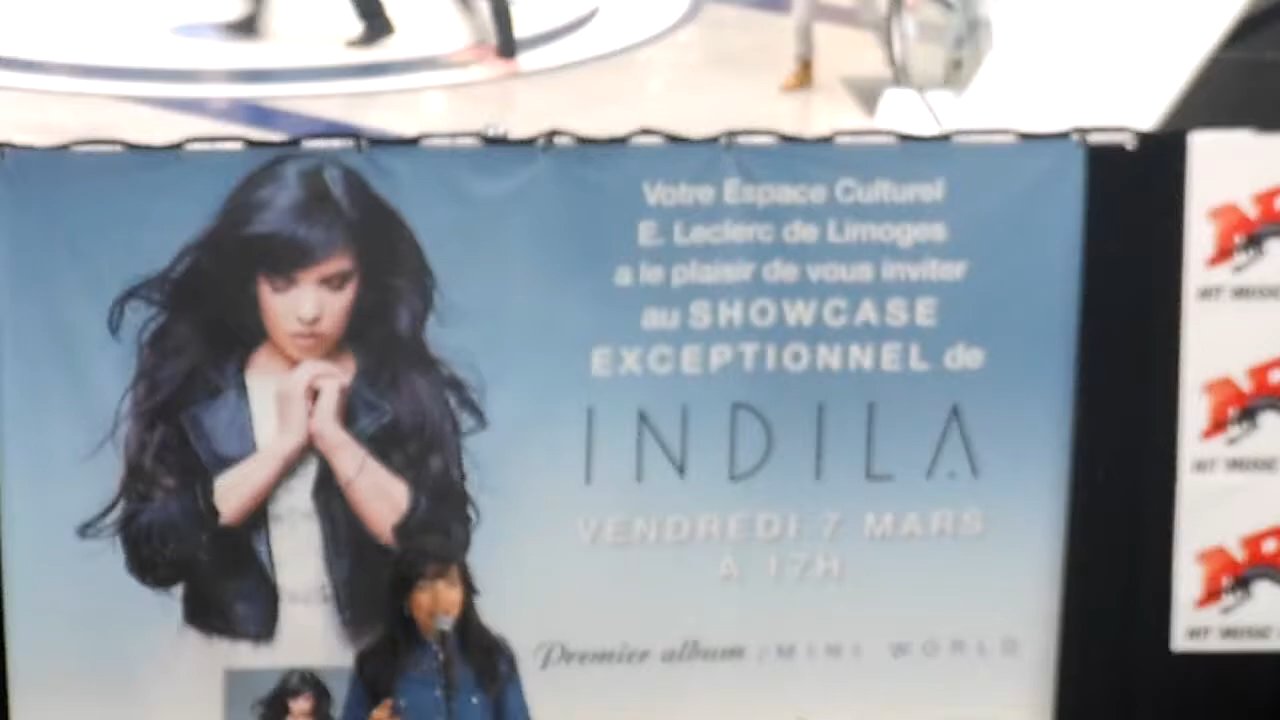 Votre Espace Culturel
E. Leclerc de Limoges
a le plaisir de vous inviter
au SHOWCASE
EXCEPTIONNEL de
INDILA
VENDREDI 7 MARS
À 17H
Premier album : MINI WORLD